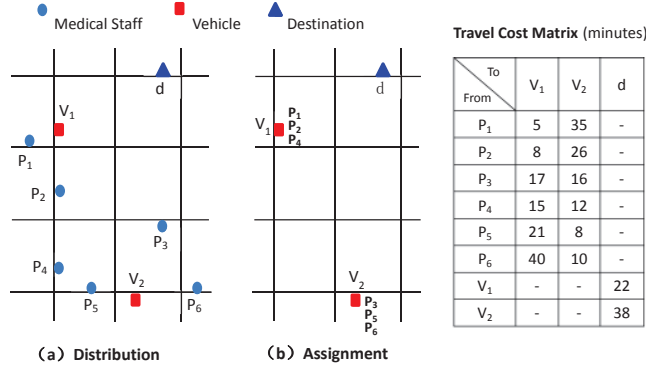 Medical Staff Vehicle Destination
d
V1
P1
P2
P3
P4
V2
P5
P6
(a) Distribution
d
V1
P1
P2
P4
V2
P3
P5
P6
(b) Assignment
Travel Cost Matrix (minutes)
To
From V1 V2 d
P1 5 35 -
P2 8 26 -
P3 17 16 -
P4 15 12 -
P5 21 8 -
P6 40 10 -
V1 - - 22
V2 - - 38